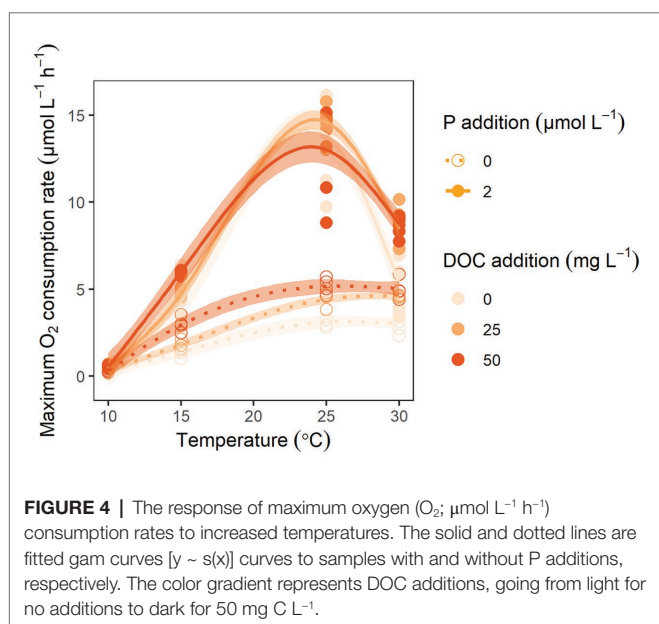 Maximum O₂ consumption rate (μmol L⁻¹ h⁻¹)
15
10
5
0
10 15 20 25 30
Temperature (°C)
P addition (μmol L⁻¹)
0
2
DOC addition (mg L⁻¹)
0
25
50
FIGURE 4 | The response of maximum oxygen (O₂; μmol L⁻¹ h⁻¹)
consumption rates to increased temperatures. The solid and dotted lines are
fitted gam curves [y ~ s(x)] curves to samples with and without P additions,
respectively. The color gradient represents DOC additions, going from light for
no additions to dark for 50 mg C L⁻¹.